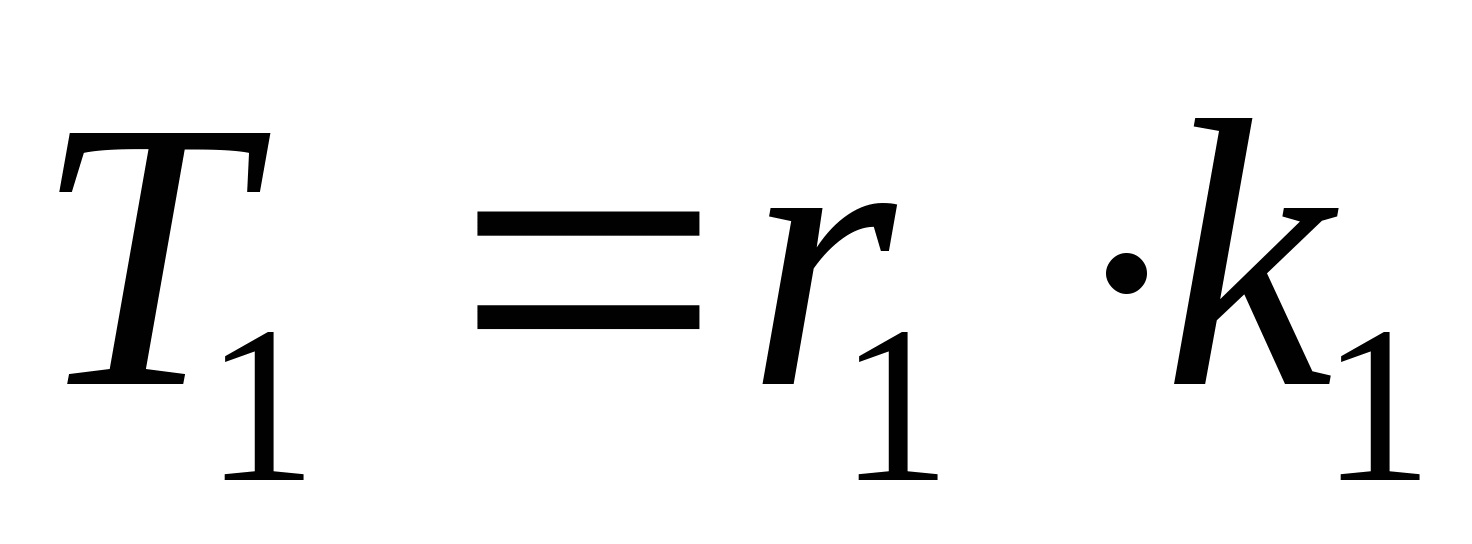 T₁ = r₁ · k₁